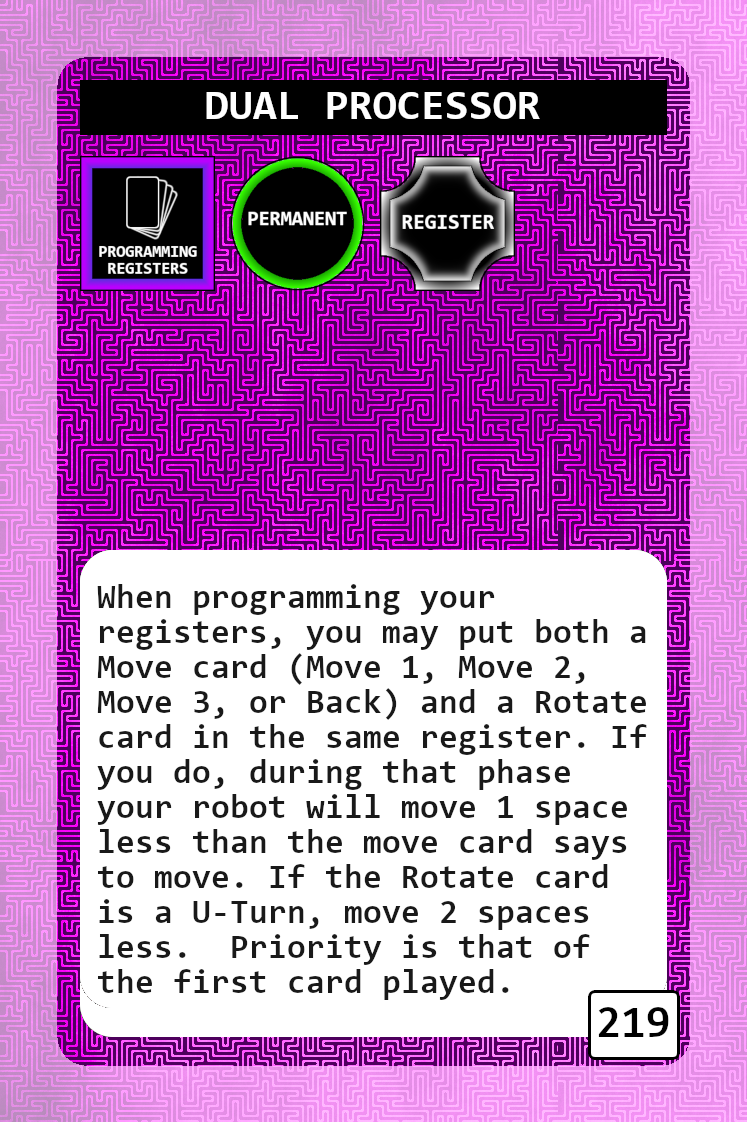 DUAL PROCESSOR
PROGRAMMING
REGISTERS
PERMANENT
REGISTER
When programming your
registers, you may put both a
Move card (Move 1, Move 2,
Move 3, or Back) and a Rotate
card in the same register. If
you do, during that phase
your robot will move 1 space
less than the move card says
to move. If the Rotate card
is a U-Turn, move 2 spaces
less.  Priority is that of
the first card played.
219